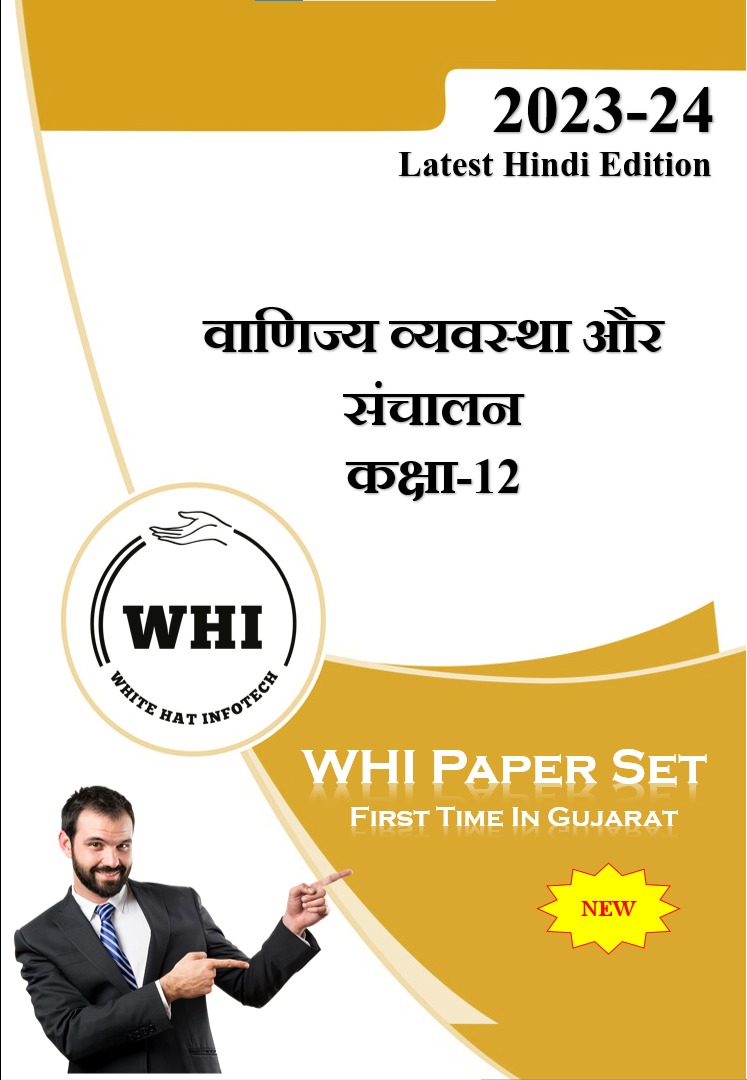 2023-24
Latest Hindi Edition
वाणिज्य व्यवस्था और
संचालन
कक्षा-12
WHI
WHITE HAT INFOTECH
WHI PAPER SET
FIRST TIME IN GUJARAT
NEW